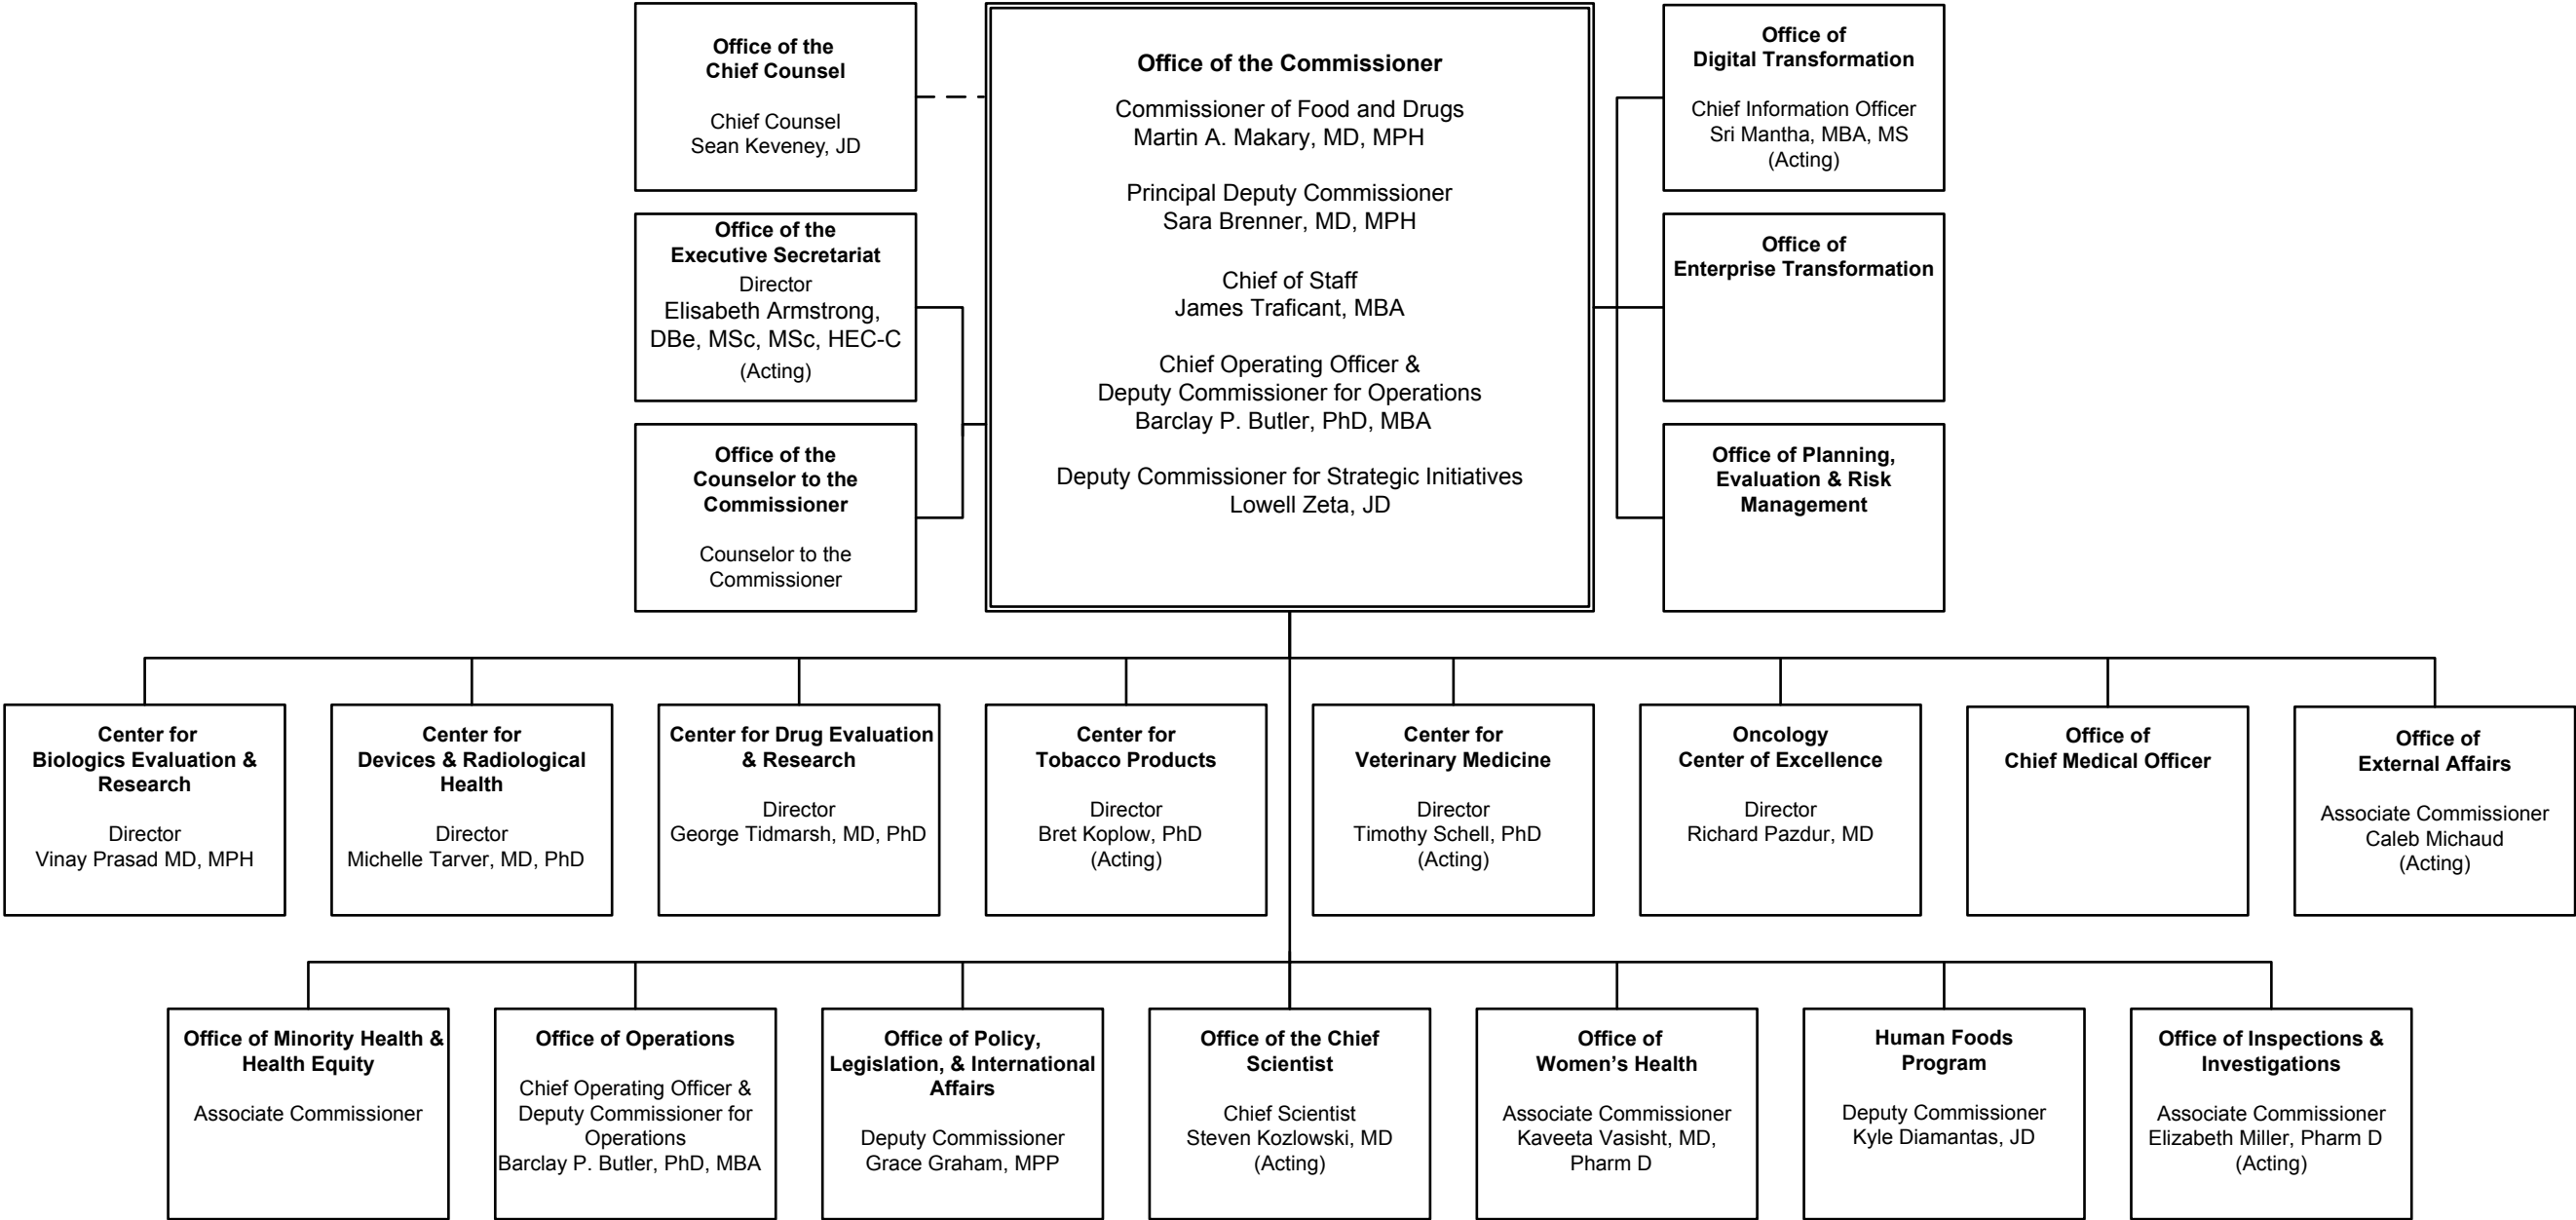 Office of the
Chief Counsel
Chief Counsel
Sean Keveney, JD
Office of the Commissioner
Commissioner of Food and Drugs
Martin A. Makary, MD, MPH
Principal Deputy Commissioner
Sara Brenner, MD, MPH
Chief of Staff
James Traficant, MBA
Chief Operating Officer &
Deputy Commissioner for Operations
Barclay P. Butler, PhD, MBA
Deputy Commissioner for Strategic Initiatives
Lowell Zeta, JD
Office of
Digital Transformation
Chief Information Officer
Sri Mantha, MBA, MS
(Acting)
Office of the
Executive Secretariat
Director
Elisabeth Armstrong,
DBe, MSc, MSc, HEC-C
(Acting)
Office of
Enterprise Transformation
Office of the
Counselor to the
Commissioner
Counselor to the
Commissioner
Office of Planning,
Evaluation & Risk
Management
Center for
Biologics Evaluation &
Research
Director
Vinay Prasad MD, MPH
Center for
Devices & Radiological
Health
Director
Michelle Tarver, MD, PhD
Center for Drug Evaluation
& Research
Director
George Tidmarsh, MD, PhD
Center for
Tobacco Products
Director
Bret Koplow, PhD
(Acting)
Center for
Veterinary Medicine
Director
Timothy Schell, PhD
(Acting)
Oncology
Center of Excellence
Director
Richard Pazdur, MD
Office of
Chief Medical Officer
Office of
External Affairs
Associate Commissioner
Caleb Michaud
(Acting)
Office of Minority Health &
Health Equity
Associate Commissioner
Office of Operations
Chief Operating Officer &
Deputy Commissioner for
Operations
Barclay P. Butler, PhD, MBA
Office of Policy,
Legislation, & International
Affairs
Deputy Commissioner
Grace Graham, MPP
Office of the Chief
Scientist
Chief Scientist
Steven Kozlowski, MD
(Acting)
Office of
Women’s Health
Associate Commissioner
Kaveeta Vasisht, MD,
Pharm D
Human Foods
Program
Deputy Commissioner
Kyle Diamantas, JD
Office of Inspections &
Investigations
Associate Commissioner
Elizabeth Miller, Pharm D
(Acting)